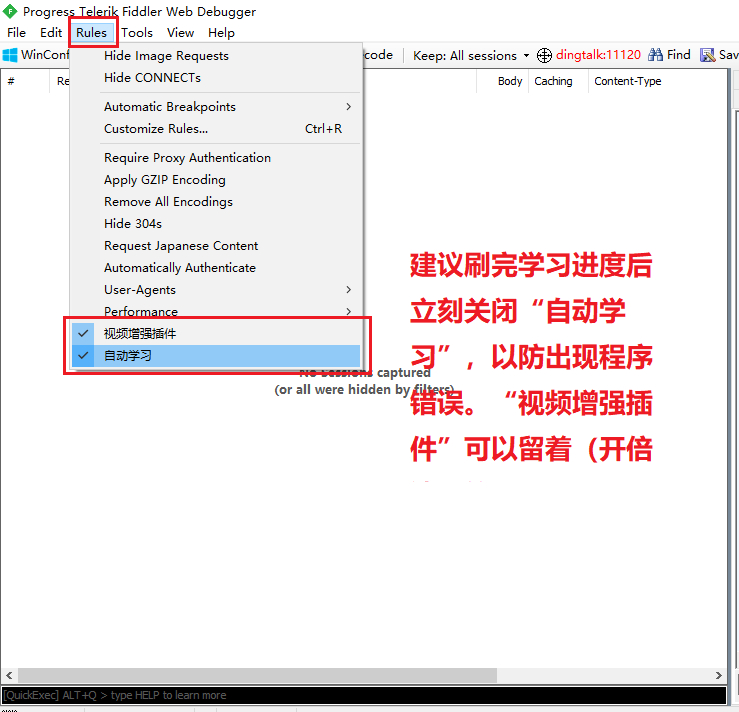 Progress Telerik Fiddler Web Debugger
File Edit Rules Tools View Help
WinConf code Keep: All sessions dingtalk:11120 Find Sav
# Re Body Caching Content-Type
Hide Image Requests
Hide CONNECTs
Automatic Breakpoints
Customize Rules... Ctrl+R
Require Proxy Authentication
Apply GZIP Encoding
Remove All Encodings
Hide 304s
Request Japanese Content
Automatically Authenticate
User-Agents
Performance
视频增强插件
自动学习
No Sessions captured
(or all were hidden by filters)
建议刷完学习进度后
立刻关闭“自动学
习”，以防出现程序
错误。“视频增强插
件”可以留着（开倍
[QuickExec] ALT+Q > type HELP to learn more